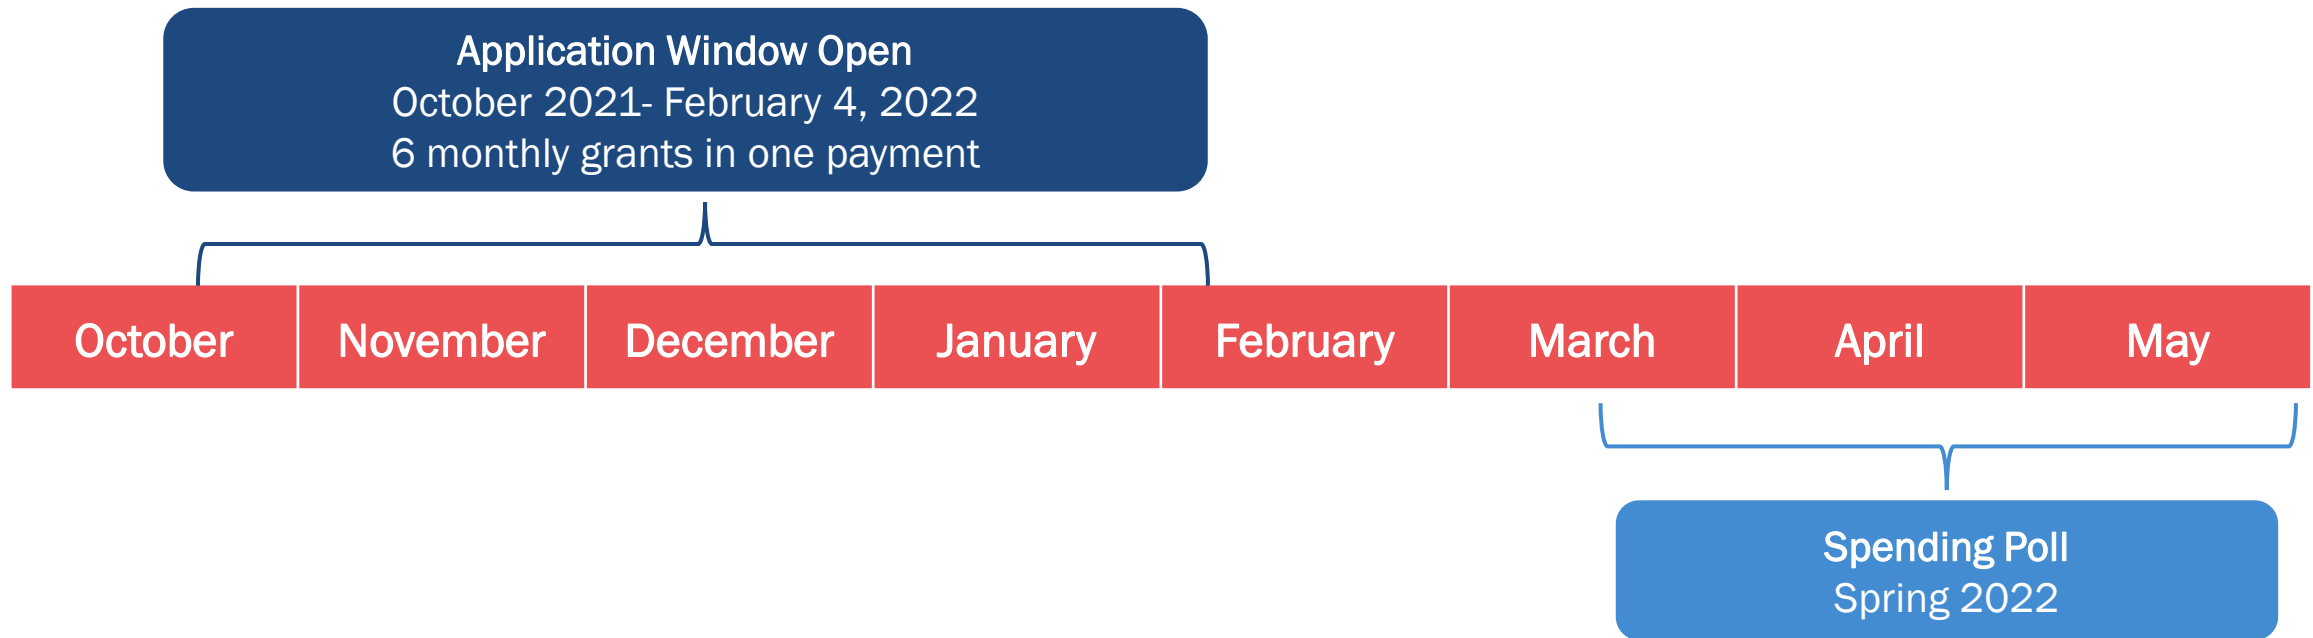 Application Window Open
October 2021- February 4, 2022
6 monthly grants in one payment
October November December January February March April May
Spending Poll
Spring 2022